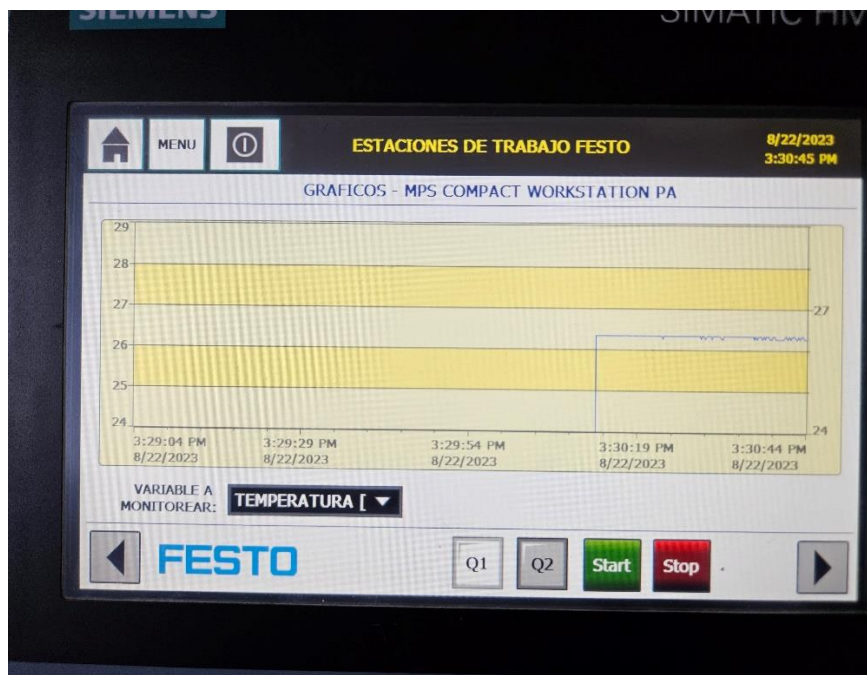 SIEMENS
SIMATIC HM
MENU
ESTACIONES DE TRABAJO FESTO
8/22/2023
3:30:45 PM
GRAFICOS - MPS COMPACT WORKSTATION PA
29
28
27
27
26
25
24
24
3:29:04 PM 3:29:29 PM 3:29:54 PM 3:30:19 PM 3:30:44 PM
8/22/2023 8/22/2023 8/22/2023 8/22/2023 8/22/2023
VARIABLE A
MONITOREAR:
TEMPERATURA [
FESTO
Q1
Q2
Start
Stop